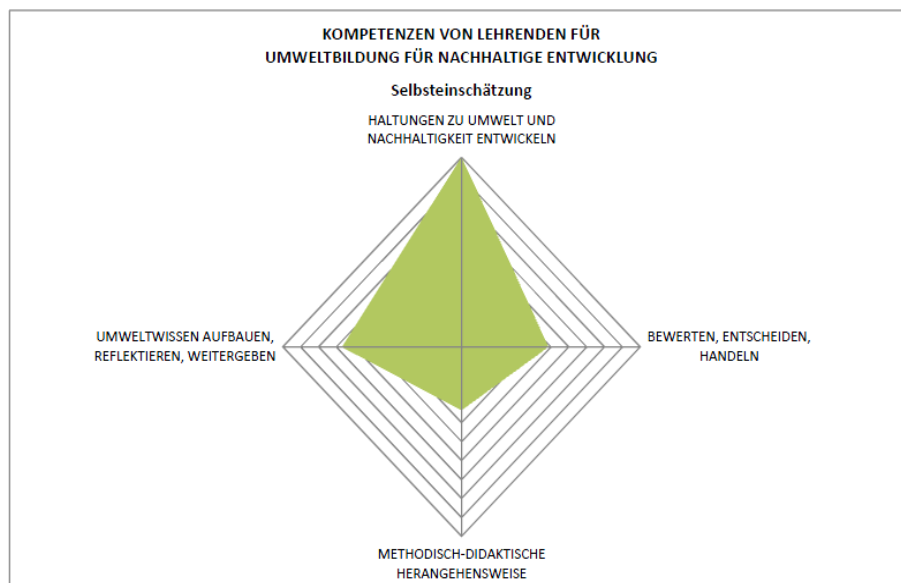 KOMPETENZEN VON LEHRENDEN FÜR
UMWELTBILDUNG FÜR NACHHALTIGE ENTWICKLUNG
Selbsteinschätzung
HALTUNGEN ZU UMWELT UND
NACHHALTIGKEIT ENTWICKELN
UMWELTWISSEN AUFBAUEN,
REFLEKTIEREN, WEITERGEBEN
BEWERTEN, ENTSCHEIDEN,
HANDELN
METHODISCH-DIDAKTISCHE
HERANGEHENSWEISE